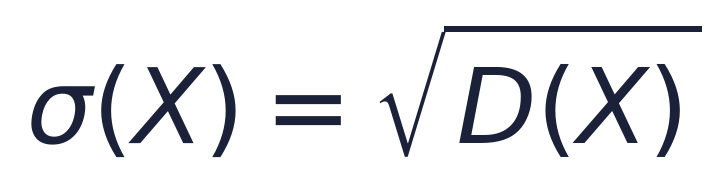 σ(X) = √D(X)